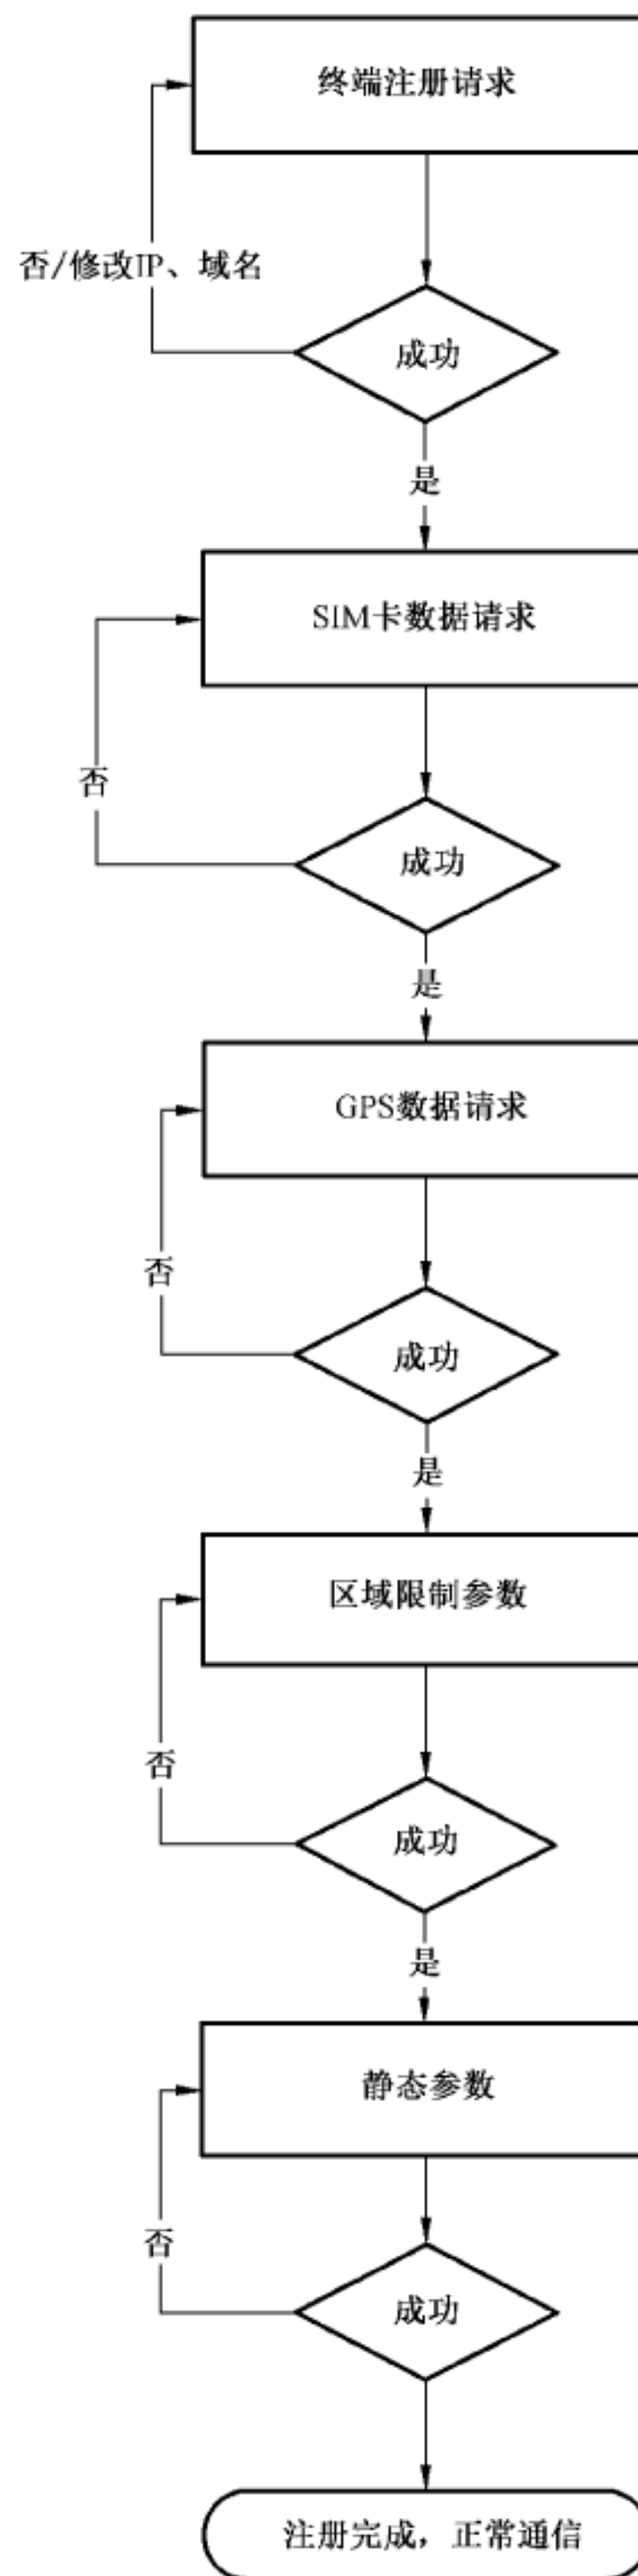 终端注册请求
否/修改IP、域名
成功
是
SIM卡数据请求
否
成功
是
GPS数据请求
否
成功
是
区域限制参数
否
成功
是
静态参数
否
成功
注册完成，正常通信